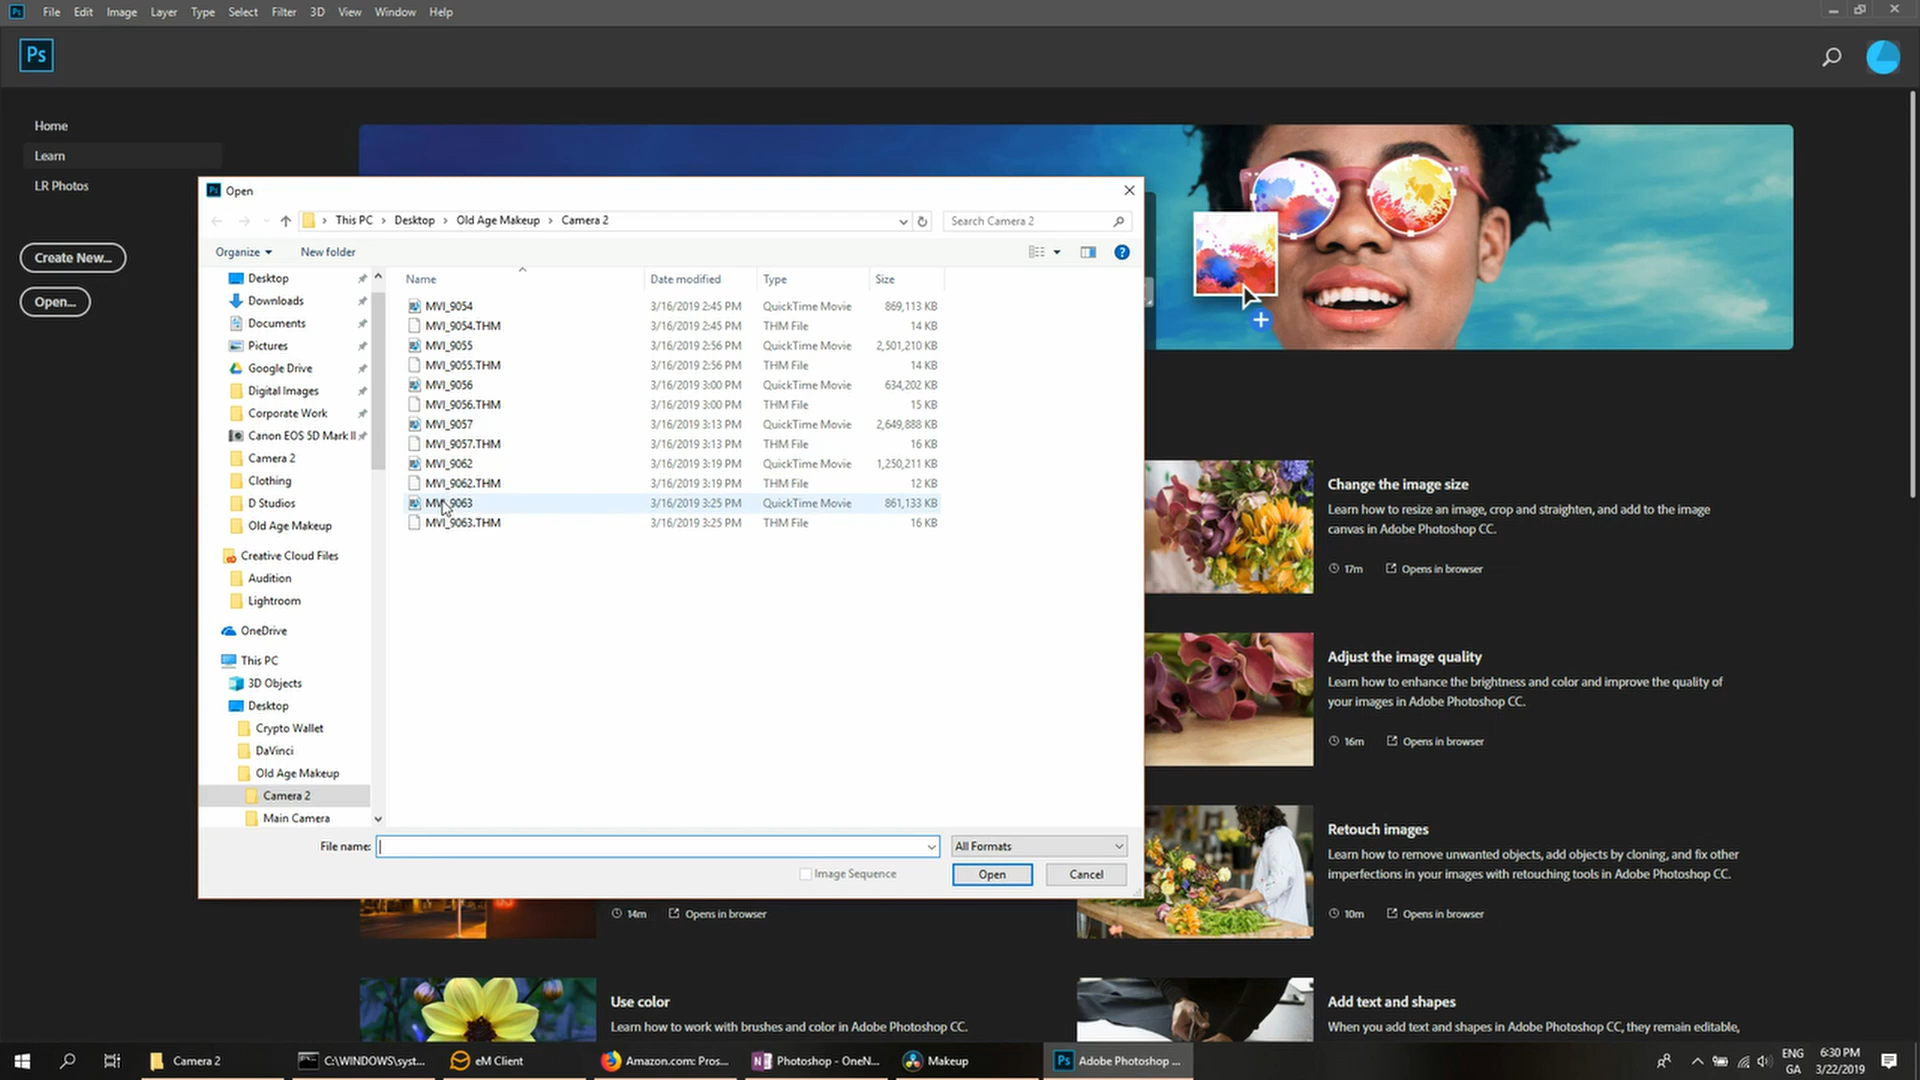 Ps File Edit Image Layer Type Select Filter 3D View Window Help
Ps
Home
Learn
LR Photos
Create New...
Open...
Ps Open
This PC > Desktop > Old Age Makeup > Camera 2
Search Camera 2
Organize
New folder
Desktop
Downloads
Documents
Pictures
Google Drive
Digital Images
Corporate Work
Canon EOS 5D Mark II
Camera 2
Clothing
D Studios
Old Age Makeup
Creative Cloud Files
Audition
Lightroom
OneDrive
This PC
3D Objects
Desktop
Crypto Wallet
DaVinci
Old Age Makeup
Camera 2
Main Camera
Name Date modified Type Size
MVI_9054 3/16/2019 2:45 PM QuickTime Movie 869,113 KB
MVI_9054.THM 3/16/2019 2:45 PM THM File 14 KB
MVI_9055 3/16/2019 2:56 PM QuickTime Movie 2,501,210 KB
MVI_9055.THM 3/16/2019 2:56 PM THM File 14 KB
MVI_9056 3/16/2019 3:00 PM QuickTime Movie 634,202 KB
MVI_9056.THM 3/16/2019 3:00 PM THM File 15 KB
MVI_9057 3/16/2019 3:13 PM QuickTime Movie 2,649,888 KB
MVI_9057.THM 3/16/2019 3:13 PM THM File 16 KB
MVI_9062 3/16/2019 3:19 PM QuickTime Movie 1,250,211 KB
MVI_9062.THM 3/16/2019 3:19 PM THM File 12 KB
MVI_9063 3/16/2019 3:25 PM QuickTime Movie 861,133 KB
MVI_9063.THM 3/16/2019 3:25 PM THM File 16 KB
File name:
All Formats
Image Sequence
Open
Cancel
Change the image size
Learn how to resize an image, crop and straighten, and add to the image
canvas in Adobe Photoshop CC.
17m Opens in browser
Adjust the image quality
Learn how to enhance the brightness and color and improve the quality of
your images in Adobe Photoshop CC.
16m Opens in browser
Retouch images
Learn how to remove unwanted objects, add objects by cloning, and fix other
imperfections in your images with retouching tools in Adobe Photoshop CC.
14m Opens in browser
10m Opens in browser
Use color
Learn how to work with brushes and color in Adobe Photoshop CC.
Add text and shapes
When you add text and shapes in Adobe Photoshop CC, they remain editable,
Camera 2
C:\WINDOWS\syst...
eM Client
Amazon.com: Pros...
Photoshop - OneN...
Makeup
Ps Adobe Photoshop ...
ENG
GA
6:30 PM
3/22/2019